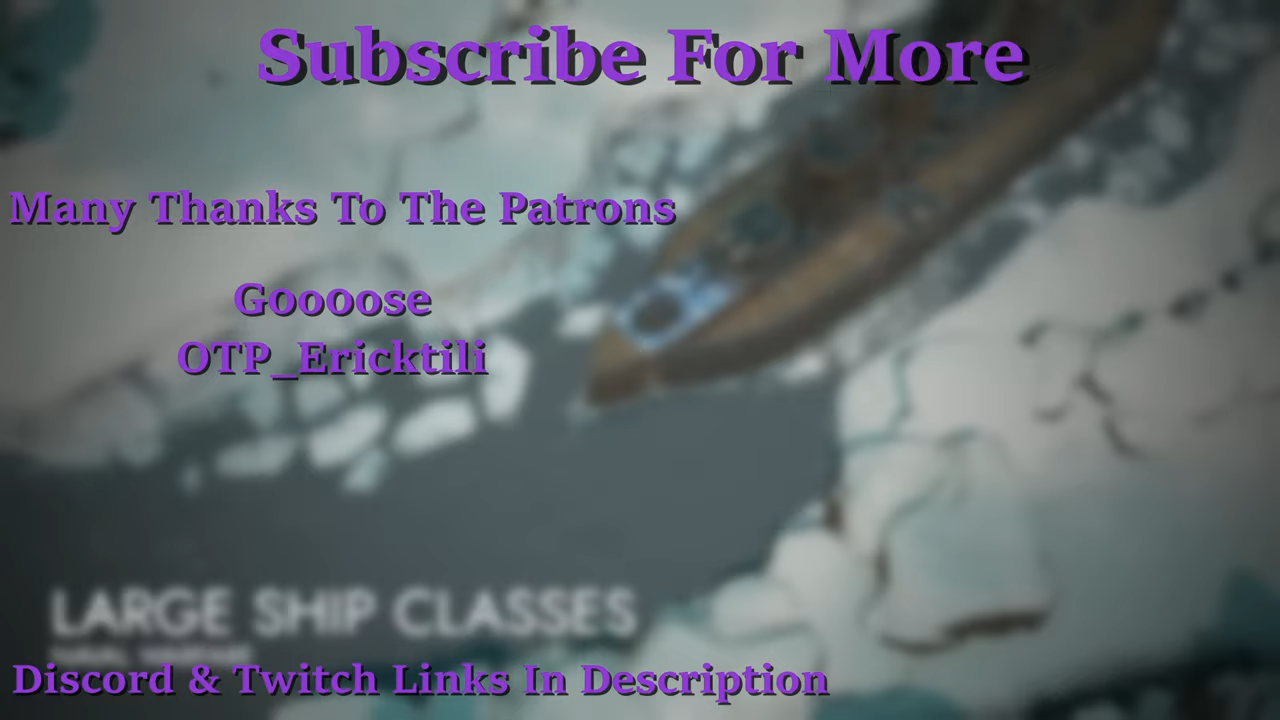 Subscribe For More
Many Thanks To The Patrons
Goooose
OTP_Ericktili
LARGE SHIP CLASSES
Discord & Twitch Links In Description